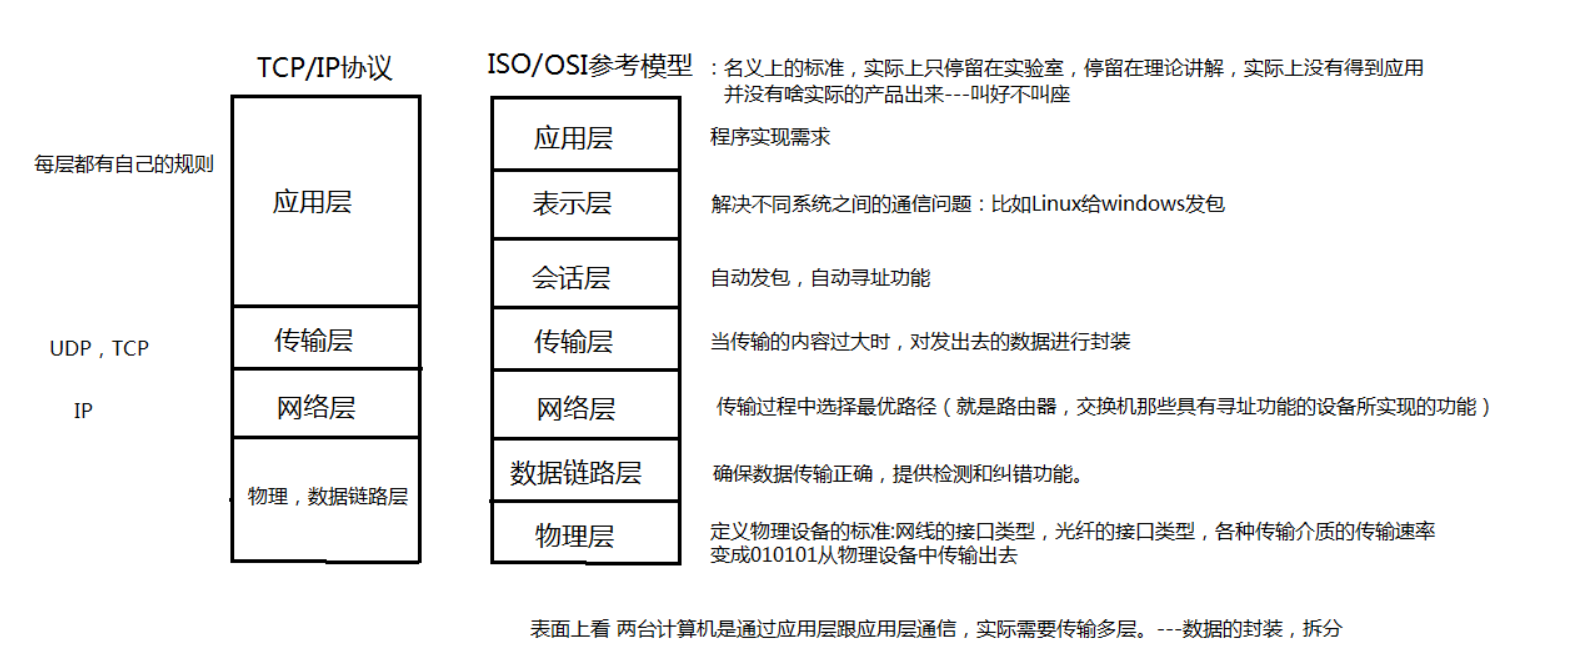 TCP/IP协议
ISO/OSI参考模型
：名义上的标准，实际上只停留在实验室，停留在理论讲解，实际上没有得到应用
并没有啥实际的产品出来---叫好不叫座
每层都有自己的规则
应用层
应用层
程序实现需求
表示层
解决不同系统之间的通信问题：比如Linux给windows发包
会话层
自动发包，自动寻址功能
UDP，TCP
传输层
传输层
当传输的内容过大时，对发出去的数据进行封装
IP
网络层
网络层
传输过程中选择最优路径（就是路由器，交换机那些具有寻址功能的设备所实现的功能）
物理，数据链路层
数据链路层
确保数据传输正确，提供检测和纠错功能。
物理层
定义物理设备的标准:网线的接口类型，光纤的接口类型，各种传输介质的传输速率
变成010101从物理设备中传输出去
表面上看 两台计算机是通过应用层跟应用层通信，实际需要传输多层。---数据的封装，拆分